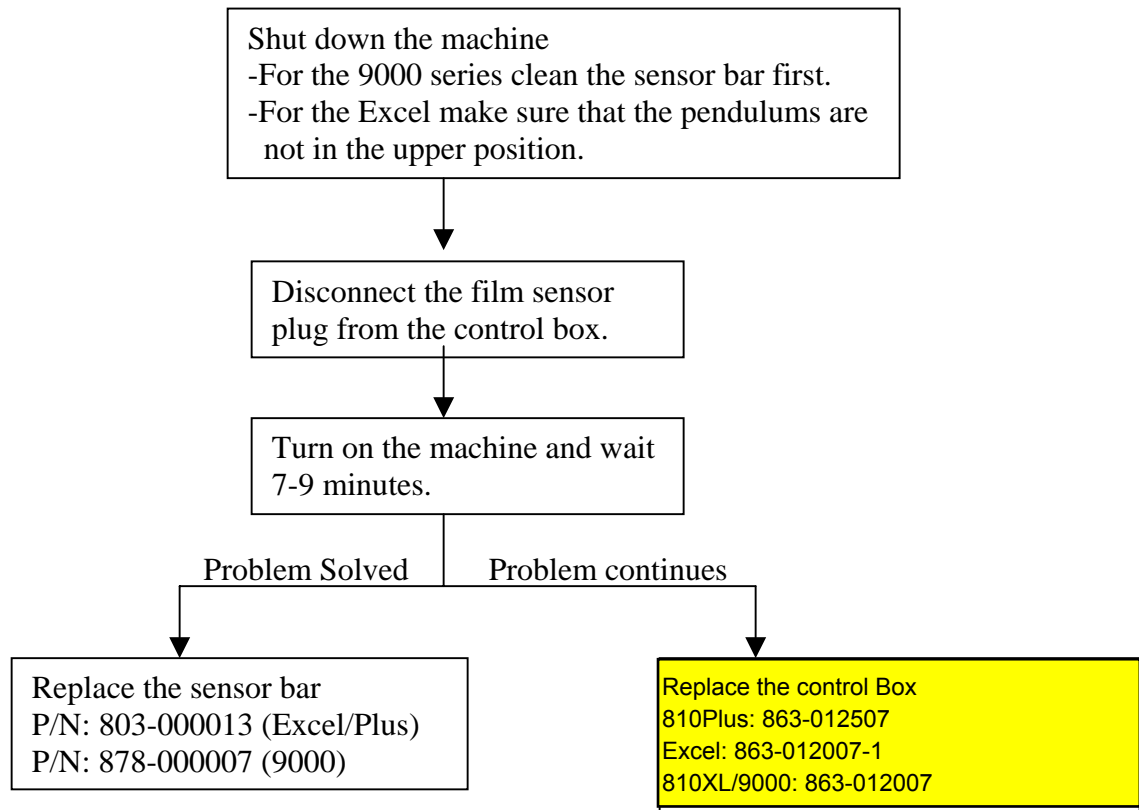 Shut down the machine
-For the 9000 series clean the sensor bar first.
-For the Excel make sure that the pendulums are
not in the upper position.
Disconnect the film sensor
plug from the control box.
Turn on the machine and wait
7-9 minutes.
Problem Solved
Problem continues
Replace the sensor bar
P/N: 803-000013 (Excel/Plus)
P/N: 878-000007 (9000)
Replace the control Box
810Plus: 863-012507
Excel: 863-012007-1
810XL/9000: 863-012007